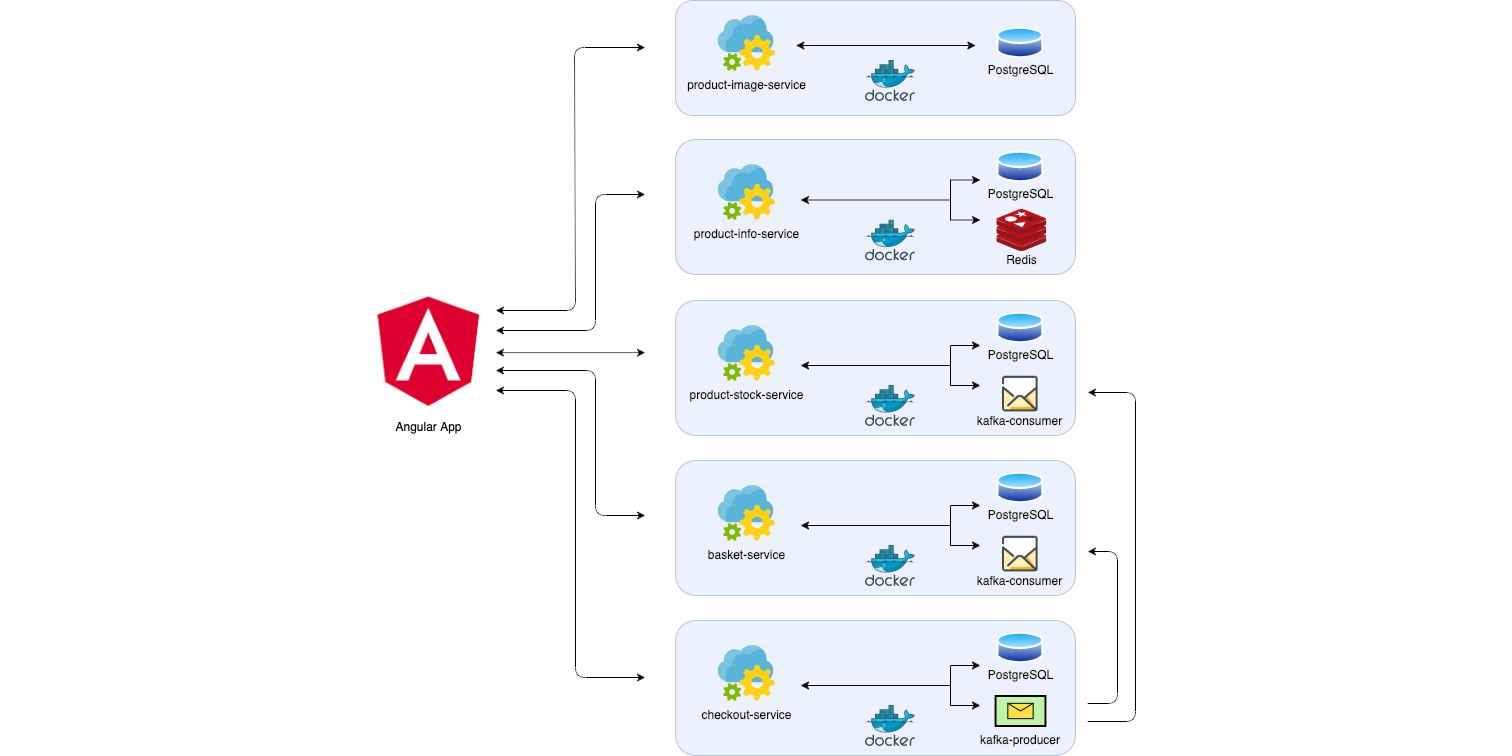 product-image-service
docker
PostgreSQL
product-info-service
docker
PostgreSQL
Redis
Angular App
product-stock-service
docker
PostgreSQL
kafka-consumer
basket-service
docker
PostgreSQL
kafka-consumer
checkout-service
docker
PostgreSQL
kafka-producer